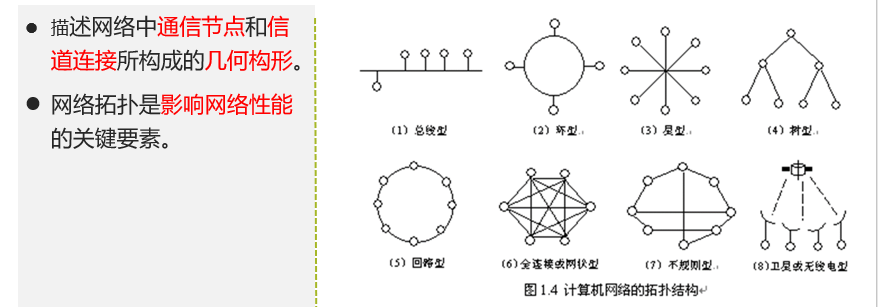 描述网络中通信节点和信
道连接所构成的几何构形。
网络拓扑是影响网络性能
的关键要素。
(1) 总线型
(2) 环型
(3) 星型
(4) 树型
(5) 回路型
(6) 全连接或网状型
(7) 不规则型
(8) 卫星或无线电型
图 1.4 计算机网络的拓扑结构